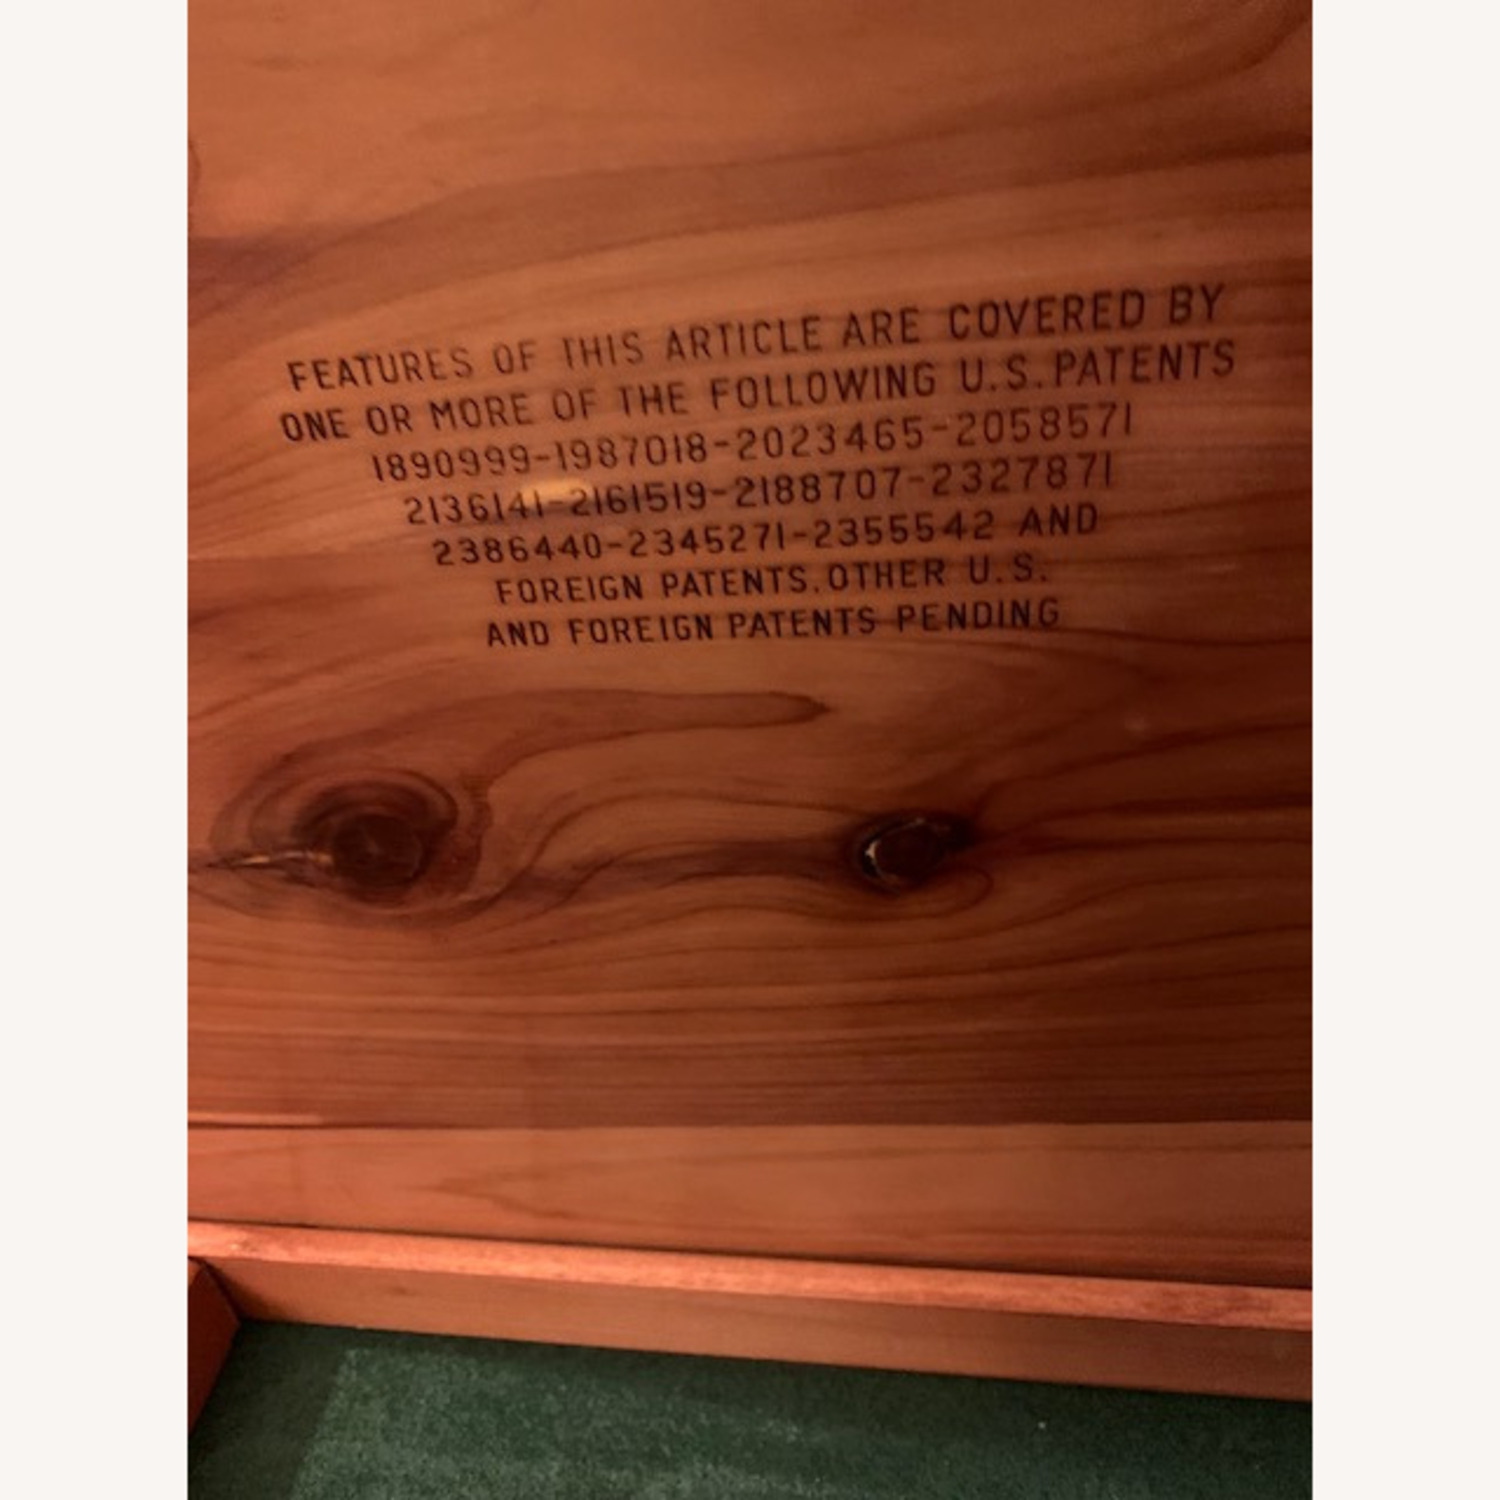 FEATURES OF THIS ARTICLE ARE COVERED BY
ONE OR MORE OF THE FOLLOWING U.S. PATENTS
1890999-1987018-2023465-2058571
2136141-2161519-2188707-2327871
2386440-2345271-2355542 AND
FOREIGN PATENTS. OTHER U.S.
AND FOREIGN PATENTS PENDING